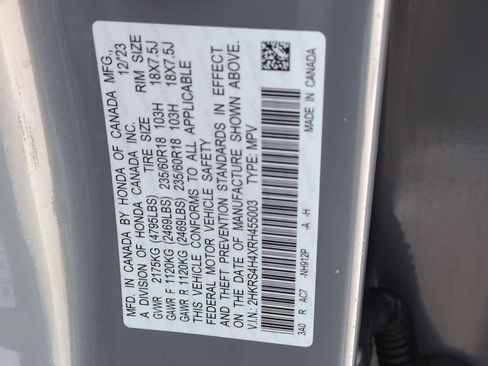 MFD. IN CANADA BY HONDA OF CANADA MFG.,
A DIVISION OF HONDA CANADA INC. 12/23
TIRE SIZE RIM SIZE
GVWR 2175KG (4795LBS)
GAWR F 1120KG (2469LBS) 235/60R18 103H 18X7.5J
GAWR R 1120KG (2469LBS) 235/60R18 103H 18X7.5J
THIS VEHICLE CONFORMS TO ALL APPLICABLE
FEDERAL MOTOR VEHICLE SAFETY
AND THEFT PREVENTION STANDARDS IN EFFECT
ON THE DATE OF MANUFACTURE SHOWN ABOVE.
V.I.N.: 2HKRS4H4XRH455003 TYPE: MPV
3A0 R AC7 -NH912P -A -H MADE IN CANADA